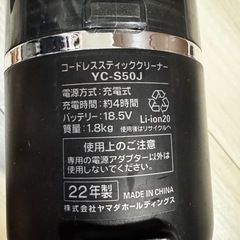 コードレススティッククリーナー
YC-S50J
電源方式：充電式
充電時間：約4時間
バッテリー：18.5V
質量：1.8kg
Li-ion20
使用後はリサイクルへ
使用上のご注意
専用の電源アダプター以外は
使用しないでください。
22年製
MADE IN CHINA
株式会社ヤマダホールディングス